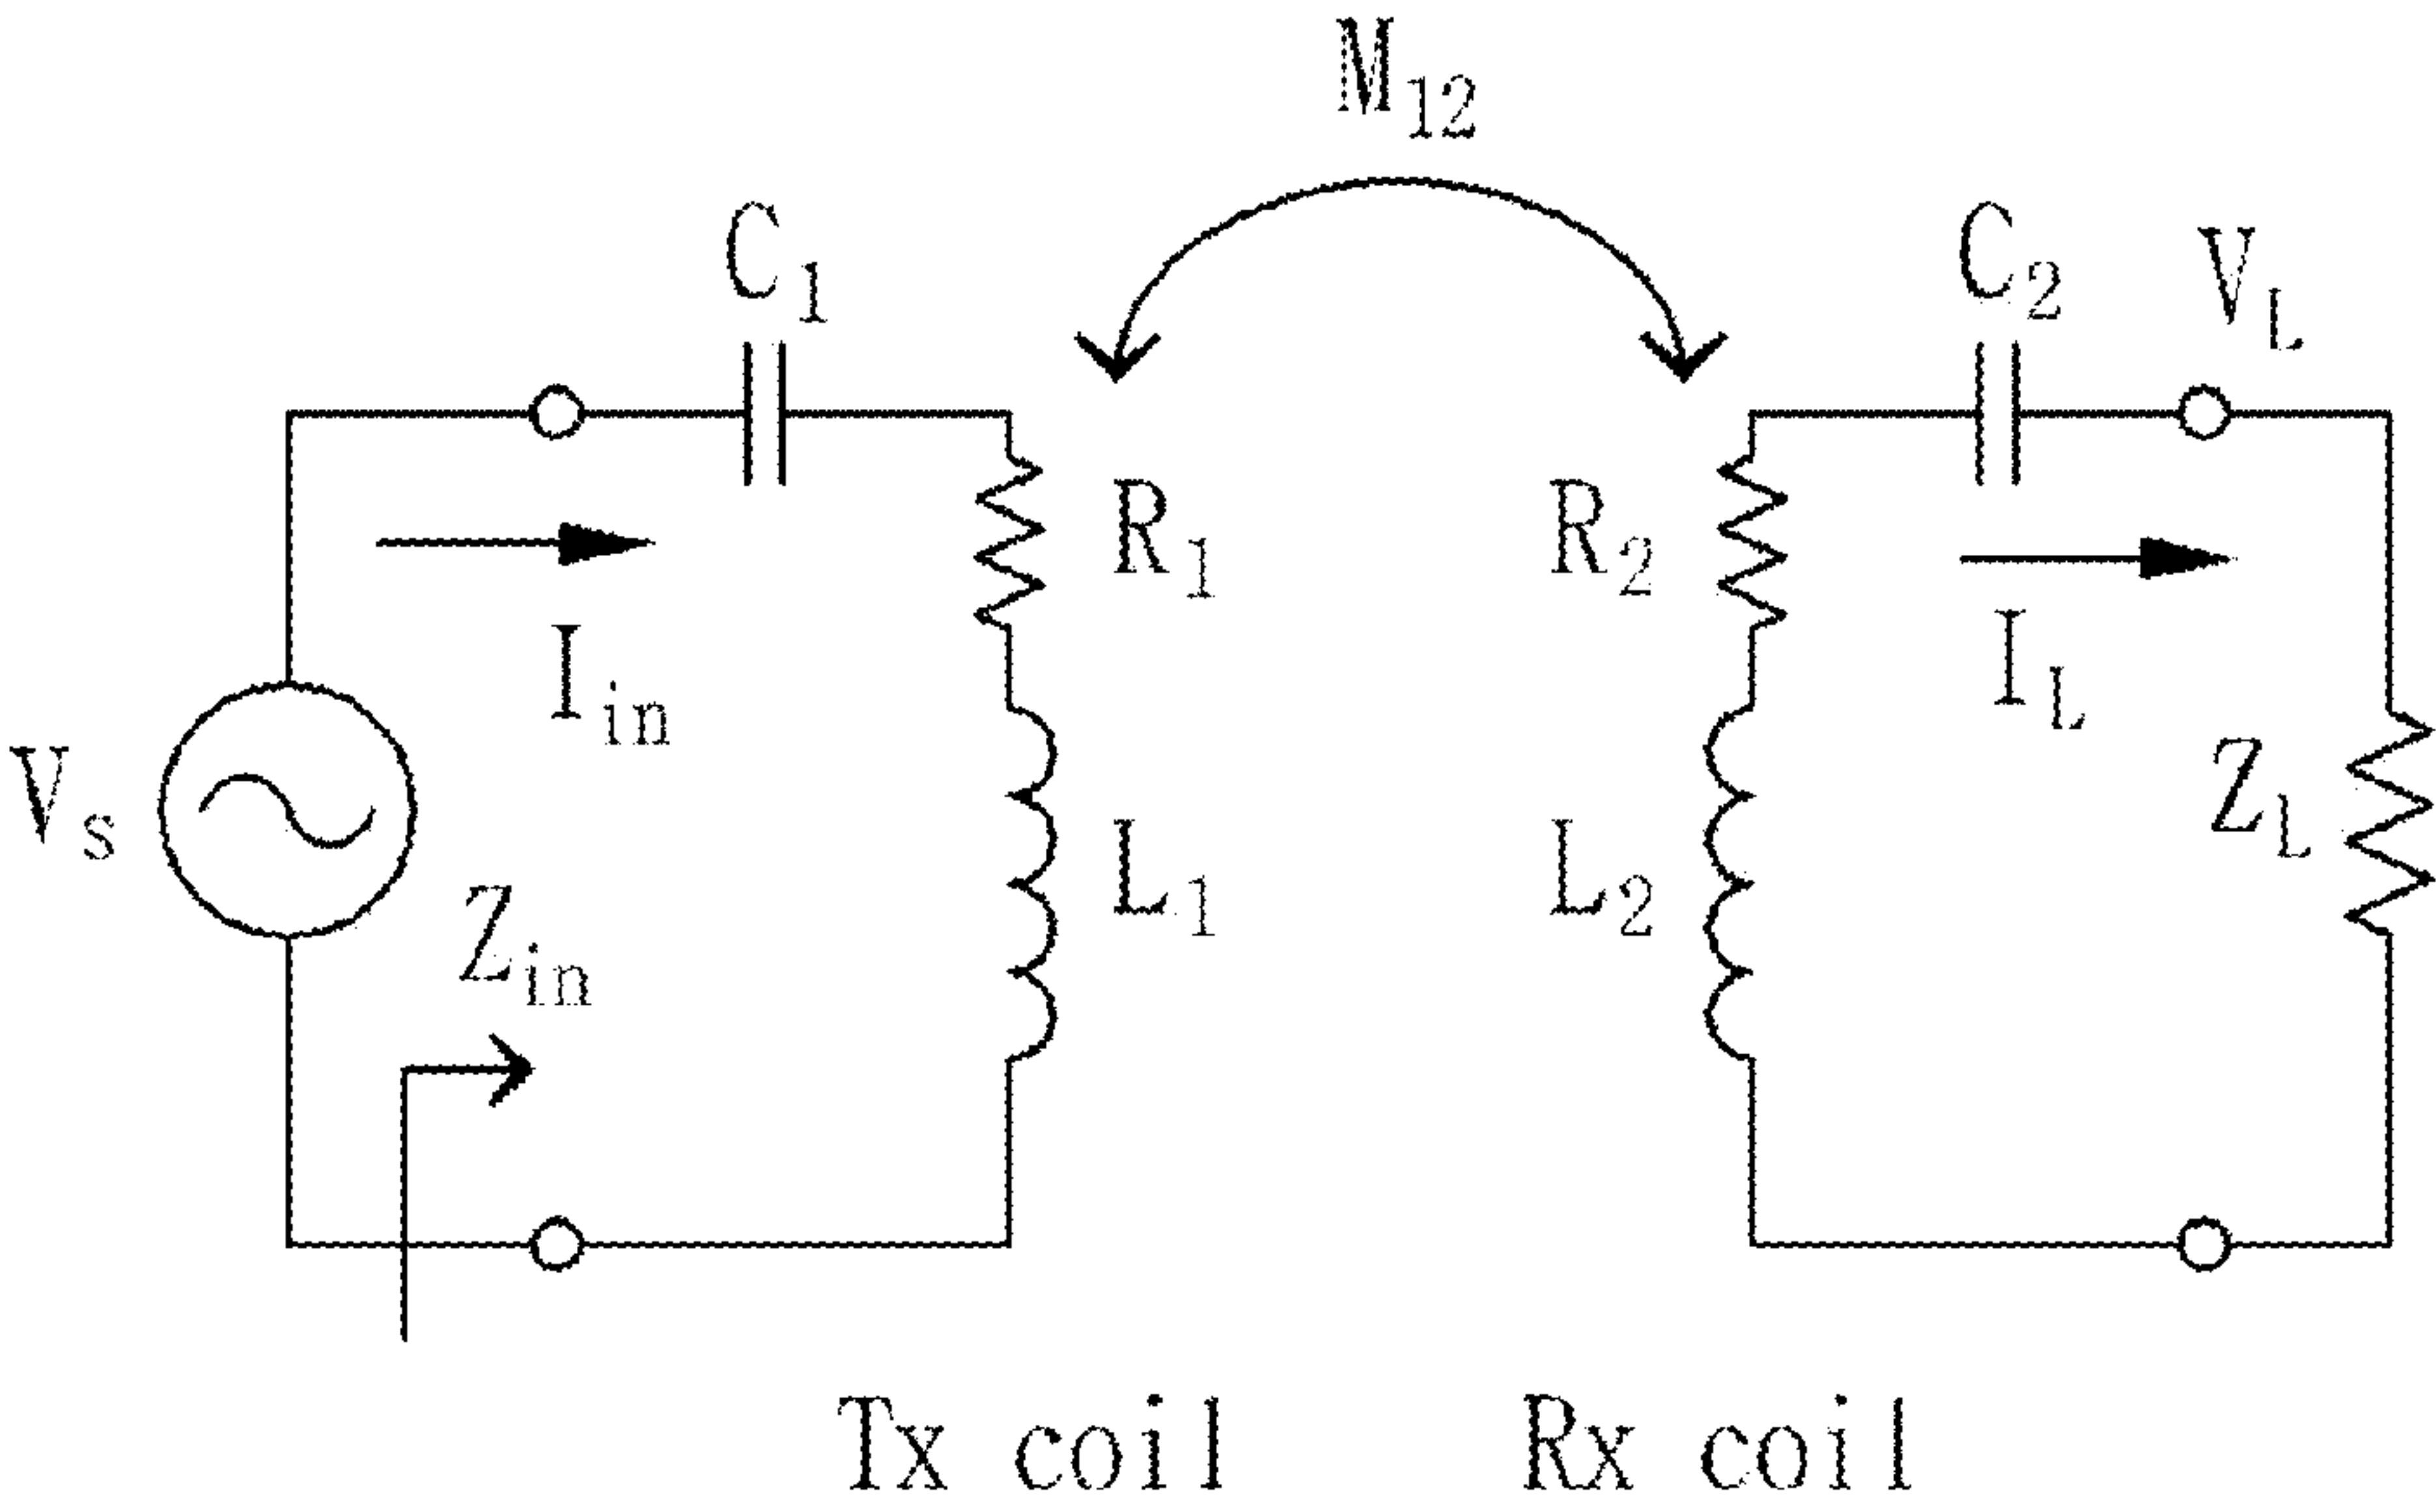 M12
C1
C2
VL
R1
R2
Iin
IL
Vs
ZL
L1
L2
Zin
Tx coil
Rx coil